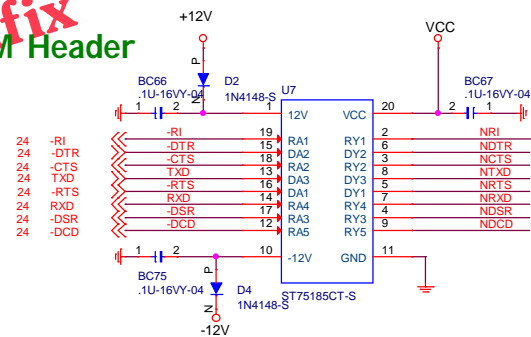 fix
M Header
+12V
VCC
P
BC66
D2
U7
BC67
.1U-16VY-04
N
1N4148-S
.1U-16VY-04
1 2
1 12V VCC 20
2 1
24 -RI -RI 19 RA1 RY1 2 NRI
24 -DTR -DTR 15 DA2 DY2 6 NDTR
24 -CTS -CTS 18 RA2 RY2 3 NCTS
24 TXD TXD 13 DA3 DY3 8 NTXD
24 -RTS -RTS 16 DA1 DY1 5 NRTS
24 RXD RXD 14 RA4 RY4 7 NRXD
24 -DSR -DSR 17 RA3 RY3 4 NDSR
24 -DCD -DCD 12 RA5 RY5 9 NDCD
1 2 10 -12V GND 11
P
BC75
.1U-16VY-04
D4
N
1N4148-S
ST75185CT-S
-12V